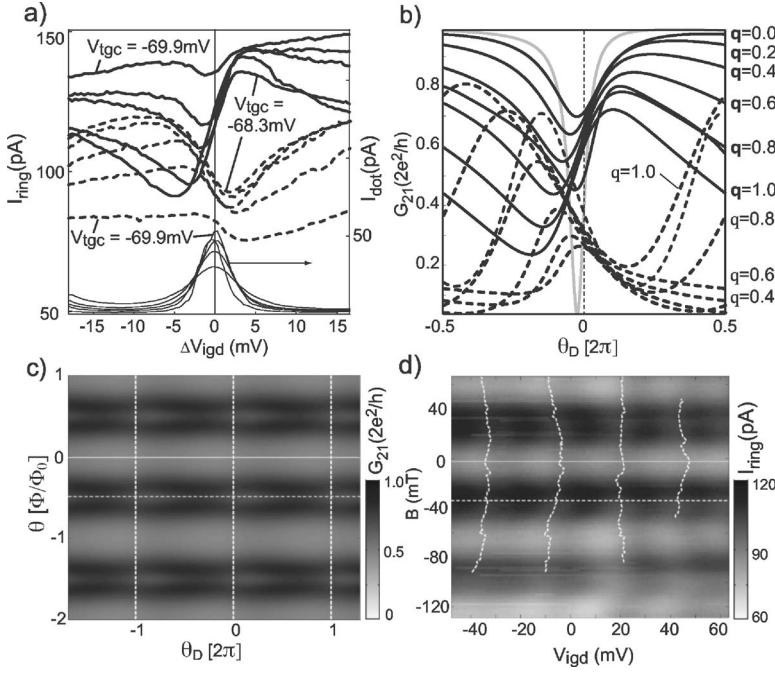 a)
150
100
50
I_ring(pA)
V_tgc = -69.9mV
V_tgc =
-68.3mV
V_tgc = -69.9mV
I_dot(pA)
50
-15 -10 -5 0 5 10 15
ΔV_igd (mV)
b)
0.8
0.6
0.4
0.2
G_21(2e²/h)
q=1.0
q=0.0
q=0.2
q=0.4
q=0.6
q=0.8
q=1.0
q=0.8
q=0.6
q=0.4
-0.5 0 0.5
θ_D [2π]
c)
1
0
-1
-2
θ [Φ/Φ_0]
-1 0 1
θ_D [2π]
G_21(2e²/h)
1.0
0.5
0
d)
40
0
-40
-80
-120
B (mT)
-40 -20 0 20 40 60
V_igd (mV)
I_ring(pA)
120
90
60